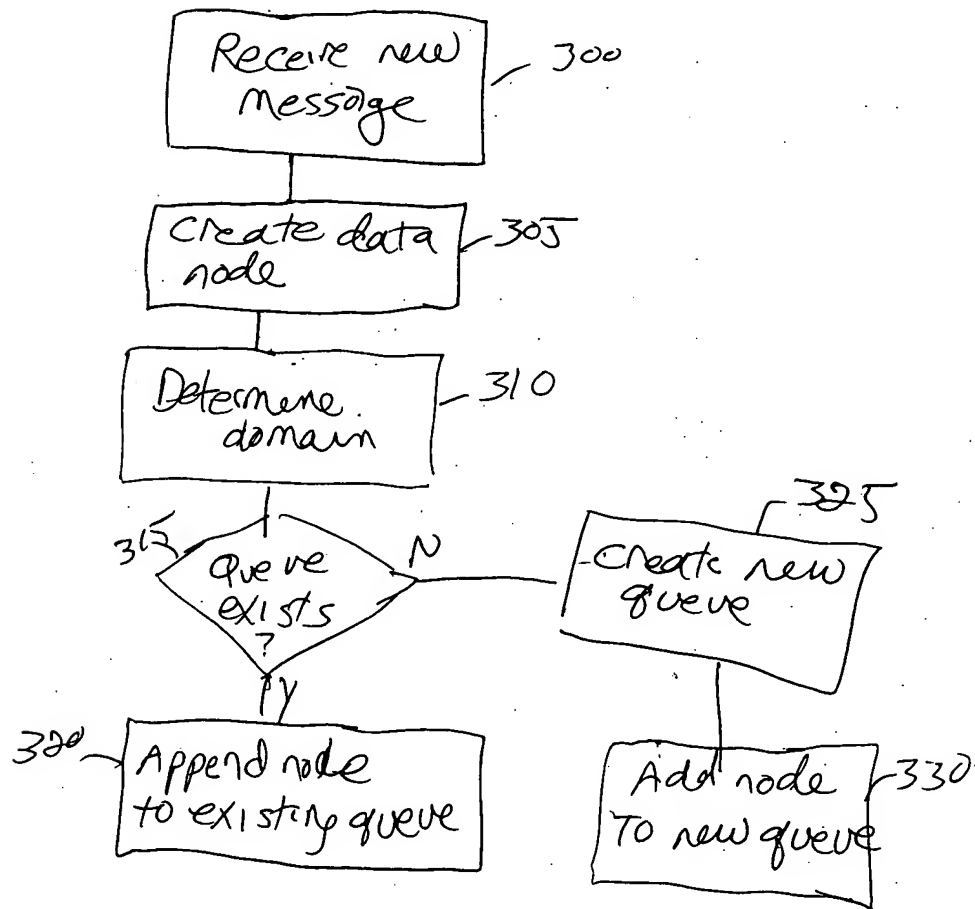 Receive new
message
300
Create data
node
305
Determine
domain
310
315
Queue
exists
?
N
Y
325
Create new
queue
320
Append node
to existing queue
Add node
To new queue
330